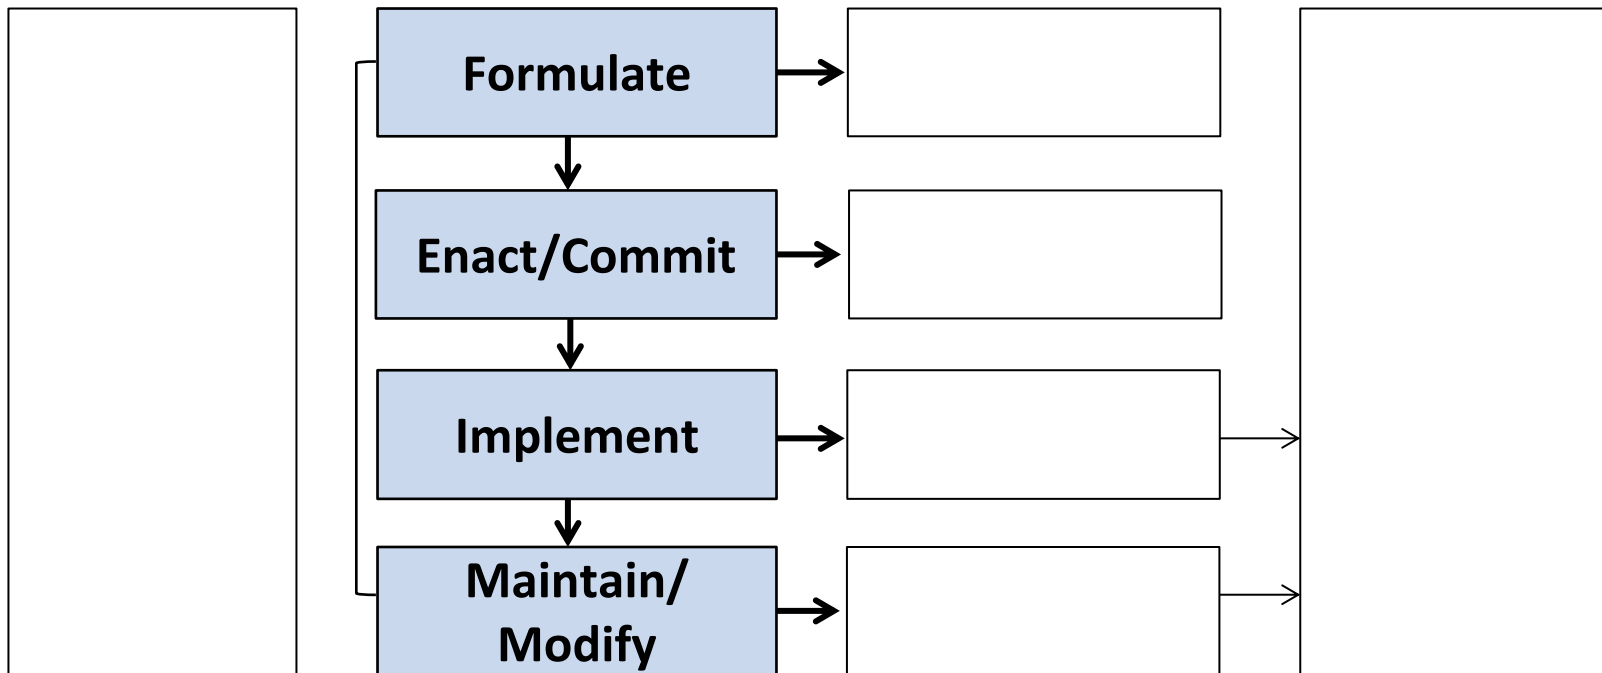 Formulate
Enact/Commit
Implement
Maintain/
Modify